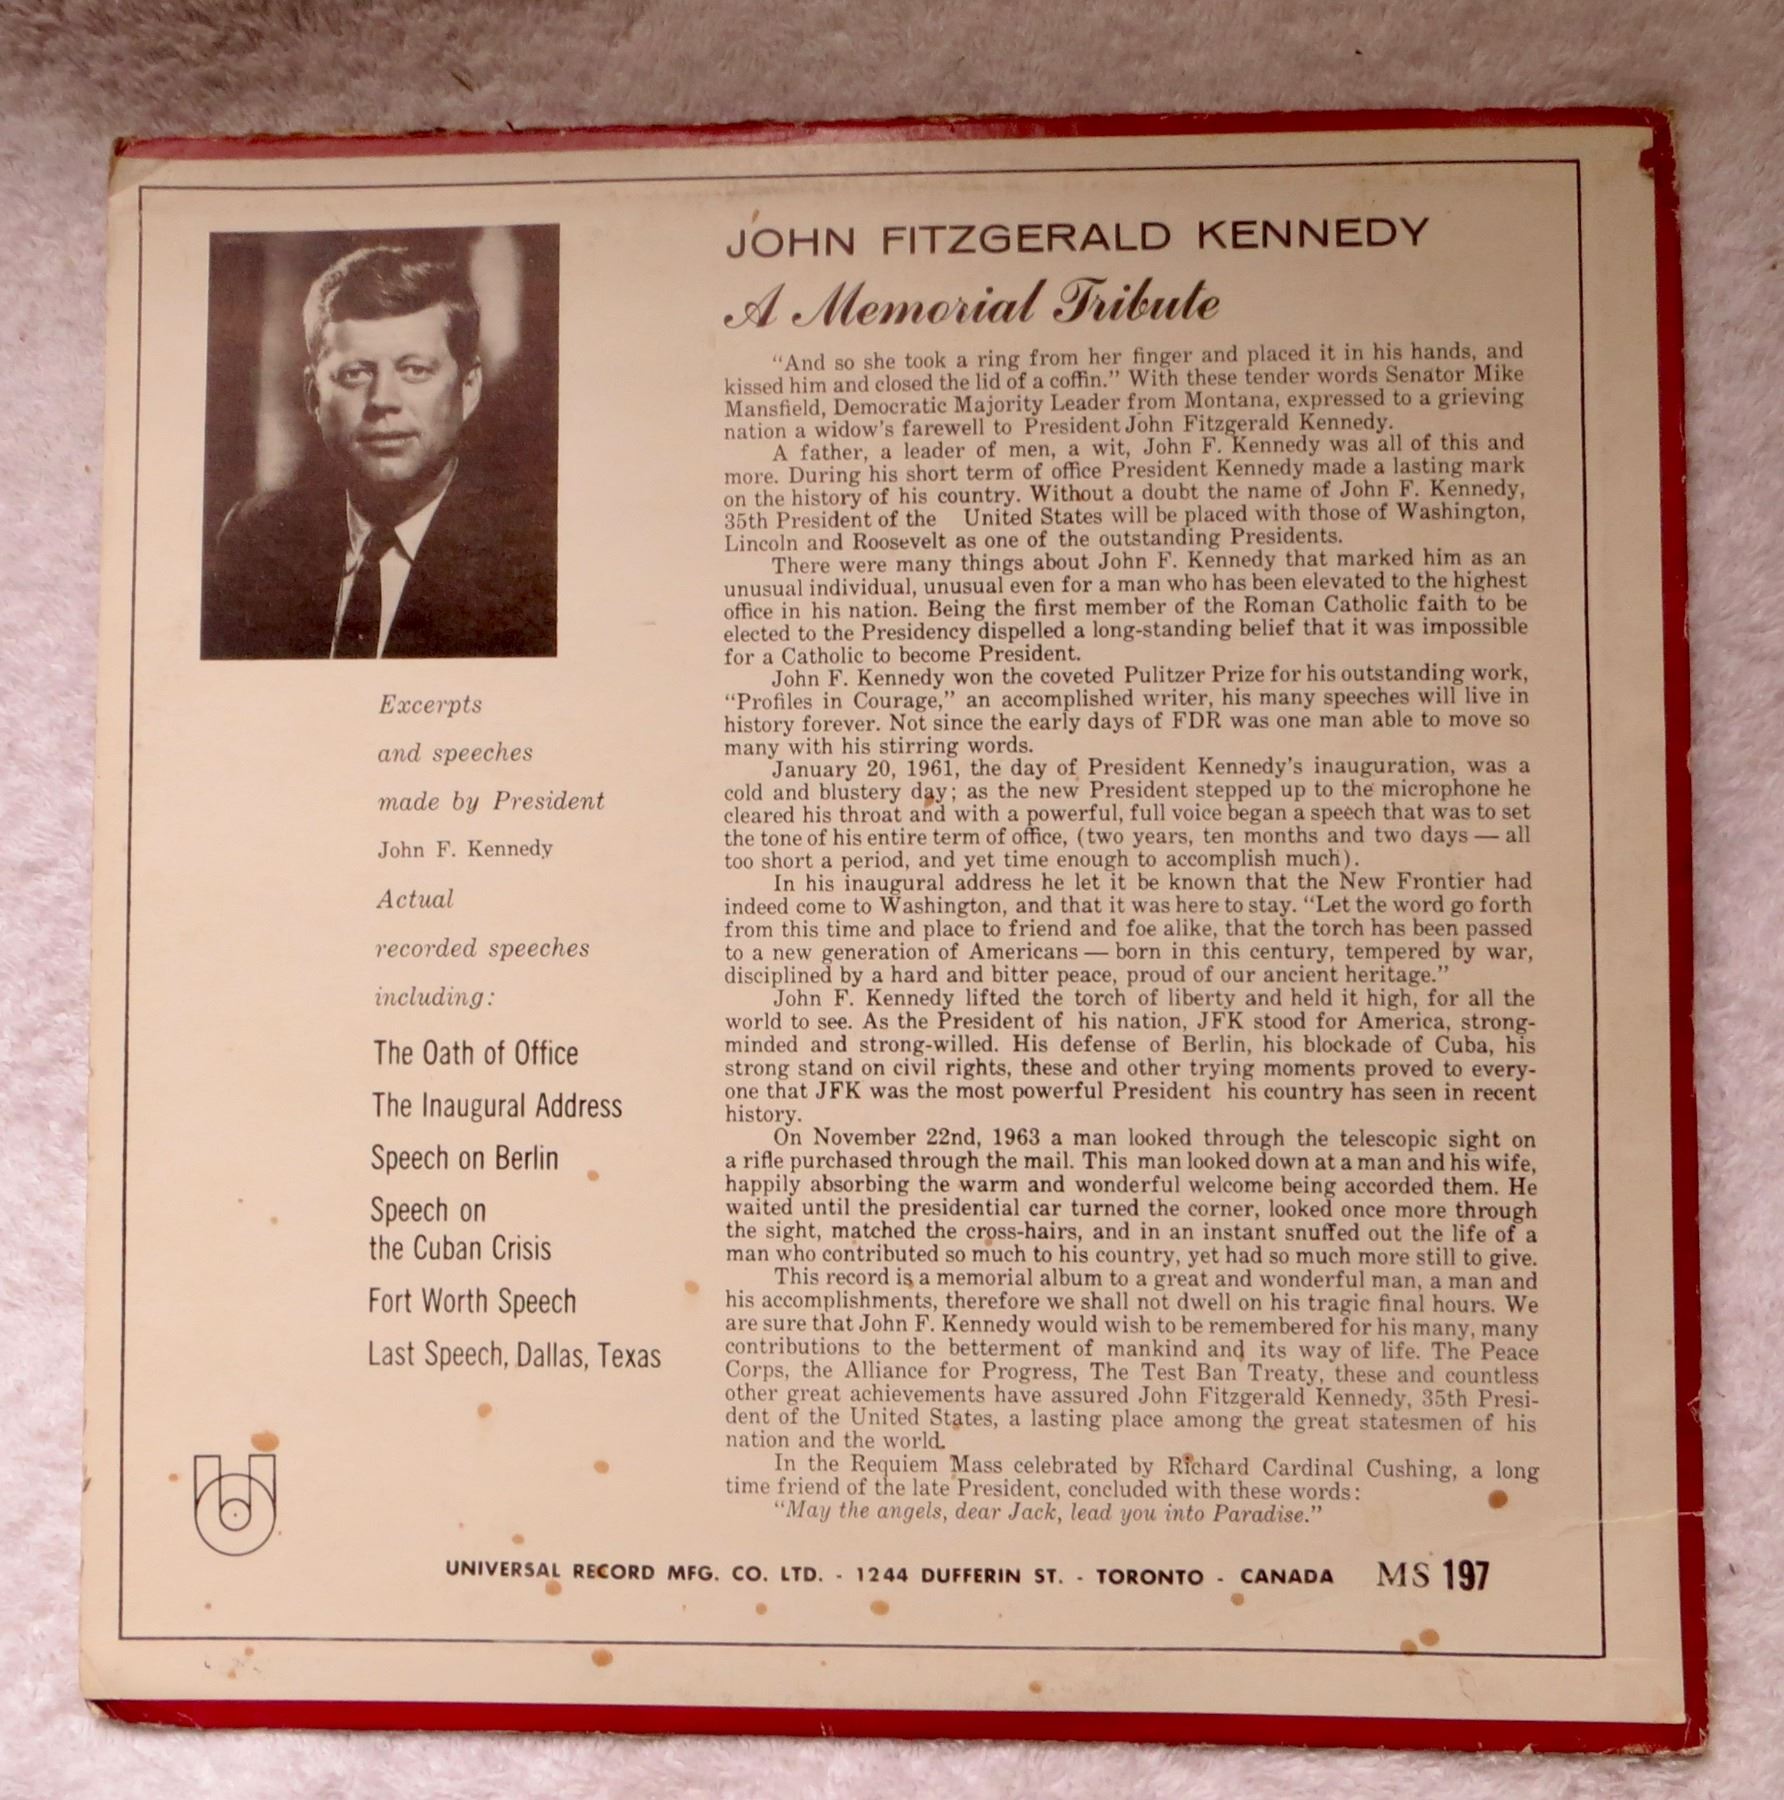 JOHN FITZGERALD KENNEDY
A Memorial Tribute
"And so she took a ring from her finger and placed it in his hands, and
kissed him and closed the lid of a coffin." With these tender words Senator Mike
Mansfield, Democratic Majority Leader from Montana, expressed to a grieving
nation a widow's farewell to President John Fitzgerald Kennedy.
A father, a leader of men, a wit, John F. Kennedy was all of this and
more. During his short term of office President Kennedy made a lasting mark
on the history of his country. Without a doubt the name of John F. Kennedy,
35th President of the United States will be placed with those of Washington,
Lincoln and Roosevelt as one of the outstanding Presidents.
There were many things about John F. Kennedy that marked him as an
unusual individual, unusual even for a man who has been elevated to the highest
office in his nation. Being the first member of the Roman Catholic faith to be
elected to the Presidency dispelled a long-standing belief that it was impossible
for a Catholic to become President.
John F. Kennedy won the coveted Pulitzer Prize for his outstanding work,
"Profiles in Courage," an accomplished writer, his many speeches will live in
history forever. Not since the early days of FDR was one man able to move so
many with his stirring words.
January 20, 1961, the day of President Kennedy's inauguration, was a
cold and blustery day; as the new President stepped up to the microphone he
cleared his throat and with a powerful, full voice began a speech that was to set
the tone of his entire term of office, (two years, ten months and two days — all
too short a period, and yet time enough to accomplish much).
In his inaugural address he let it be known that the New Frontier had
indeed come to Washington, and that it was here to stay. "Let the word go forth
from this time and place to friend and foe alike, that the torch has been passed
to a new generation of Americans — born in this century, tempered by war,
disciplined by a hard and bitter peace, proud of our ancient heritage."
John F. Kennedy lifted the torch of liberty and held it high, for all the
world to see. As the President of his nation, JFK stood for America, strong-
minded and strong-willed. His defense of Berlin, his blockade of Cuba, his
strong stand on civil rights, these and other trying moments proved to every-
one that JFK was the most powerful President his country has seen in recent
history.
On November 22nd, 1963 a man looked through the telescopic sight on
a rifle purchased through the mail. This man looked down at a man and his wife,
happily absorbing the warm and wonderful welcome being accorded them. He
waited until the presidential car turned the corner, looked once more through
the sight, matched the cross-hairs, and in an instant snuffed out the life of a
man who contributed so much to his country, yet had so much more still to give.
This record is a memorial album to a great and wonderful man, a man and
his accomplishments, therefore we shall not dwell on his tragic final hours. We
are sure that John F. Kennedy would wish to be remembered for his many, many
contributions to the betterment of mankind and its way of life. The Peace
Corps, the Alliance for Progress, The Test Ban Treaty, these and countless
other great achievements have assured John Fitzgerald Kennedy, 35th Presi-
dent of the United States, a lasting place among the great statesmen of his
nation and the world.
In the Requiem Mass celebrated by Richard Cardinal Cushing, a long
time friend of the late President, concluded with these words:
"May the angels, dear Jack, lead you into Paradise."
Excerpts
and speeches
made by President
John F. Kennedy
Actual
recorded speeches
including:
The Oath of Office
The Inaugural Address
Speech on Berlin
Speech on
the Cuban Crisis
Fort Worth Speech
Last Speech, Dallas, Texas
UNIVERSAL RECORD MFG. CO. LTD. - 1244 DUFFERIN ST. - TORONTO - CANADA MS 197